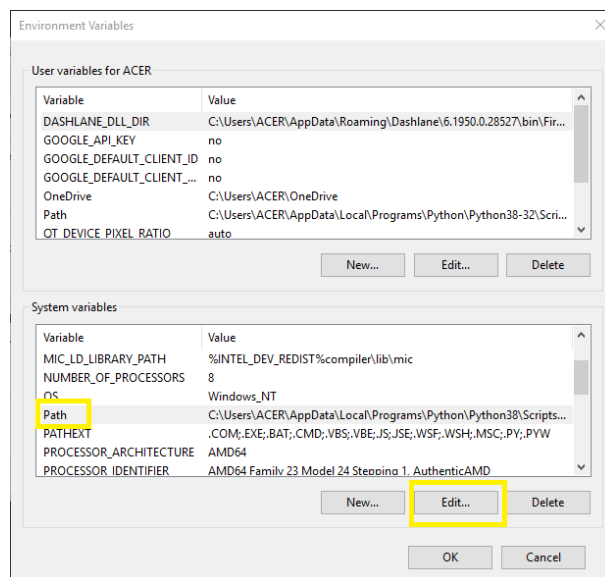 Environment Variables
User variables for ACER
Variable Value
DASHLANE_DLL_DIR C:\Users\ACER\AppData\Roaming\Dashlane\6.1950.0.28527\bin\Fir...
GOOGLE_API_KEY no
GOOGLE_DEFAULT_CLIENT_ID no
GOOGLE_DEFAULT_CLIENT_... no
OneDrive C:\Users\ACER\OneDrive
Path C:\Users\ACER\AppData\Local\Programs\Python\Python38-32\Scri...
QT_DEVICE_PIXEL_RATIO auto
New... Edit... Delete
System variables
Variable Value
MIC_LD_LIBRARY_PATH %INTEL_DEV_REDIST%compiler\lib\mic
NUMBER_OF_PROCESSORS 8
OS Windows_NT
Path C:\Users\ACER\AppData\Local\Programs\Python\Python38\Scripts...
PATHEXT .COM;.EXE;.BAT;.CMD;.VBS;.VBE;.JS;.JSE;.WSF;.WSH;.MSC;.PY;.PYW
PROCESSOR_ARCHITECTURE AMD64
PROCESSOR_IDENTIFIER AMD64 Family 23 Model 24 Stepping 1, AuthenticAMD
New... Edit... Delete
OK Cancel